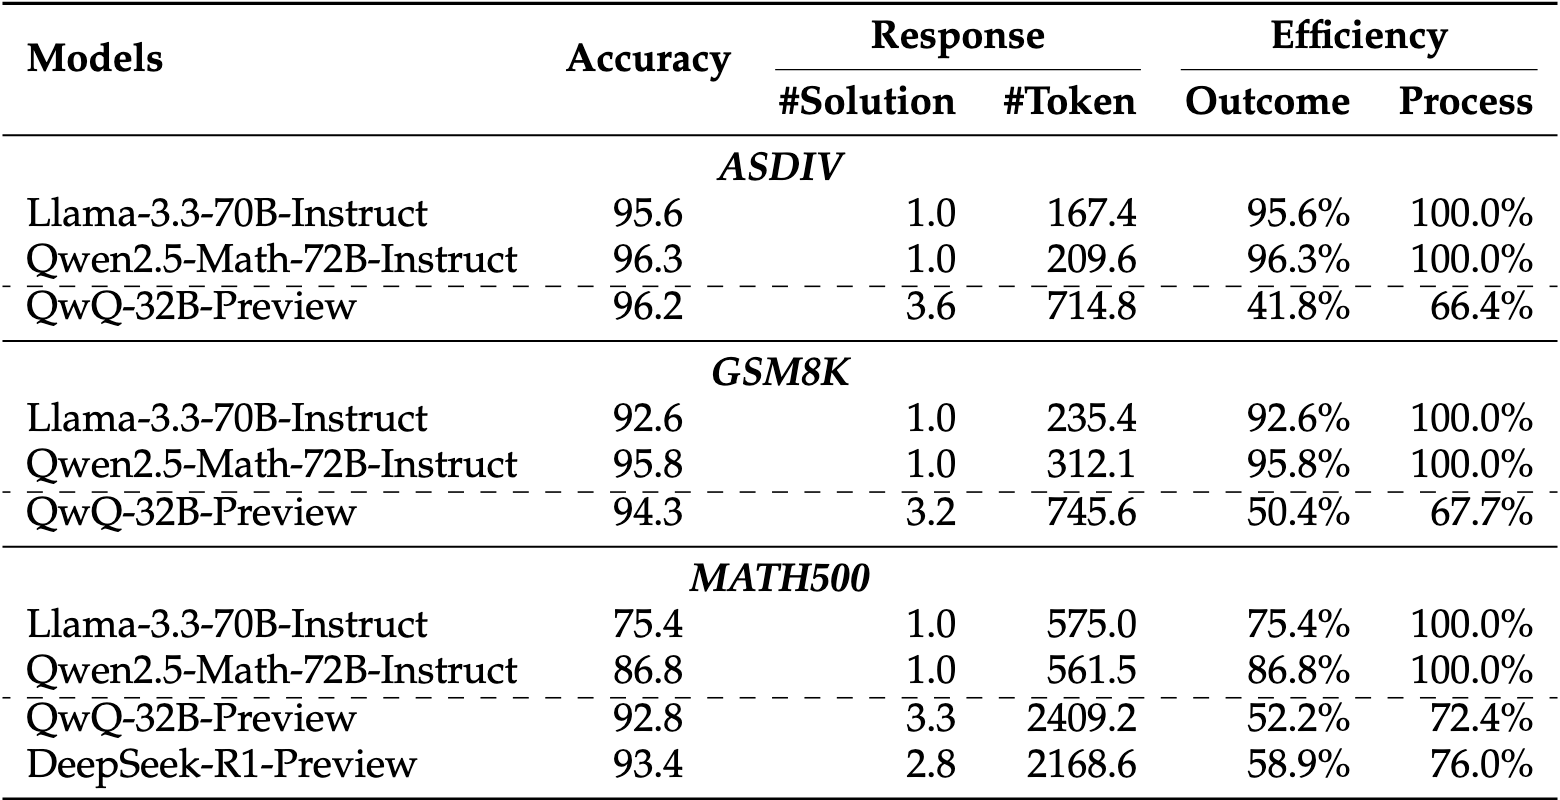 Models Accuracy Response Efficiency
#Solution #Token Outcome Process
ASDIV
Llama-3.3-70B-Instruct 95.6 1.0 167.4 95.6% 100.0%
Qwen2.5-Math-72B-Instruct 96.3 1.0 209.6 96.3% 100.0%
QwQ-32B-Preview 96.2 3.6 714.8 41.8% 66.4%
GSM8K
Llama-3.3-70B-Instruct 92.6 1.0 235.4 92.6% 100.0%
Qwen2.5-Math-72B-Instruct 95.8 1.0 312.1 95.8% 100.0%
QwQ-32B-Preview 94.3 3.2 745.6 50.4% 67.7%
MATH500
Llama-3.3-70B-Instruct 75.4 1.0 575.0 75.4% 100.0%
Qwen2.5-Math-72B-Instruct 86.8 1.0 561.5 86.8% 100.0%
QwQ-32B-Preview 92.8 3.3 2409.2 52.2% 72.4%
DeepSeek-R1-Preview 93.4 2.8 2168.6 58.9% 76.0%